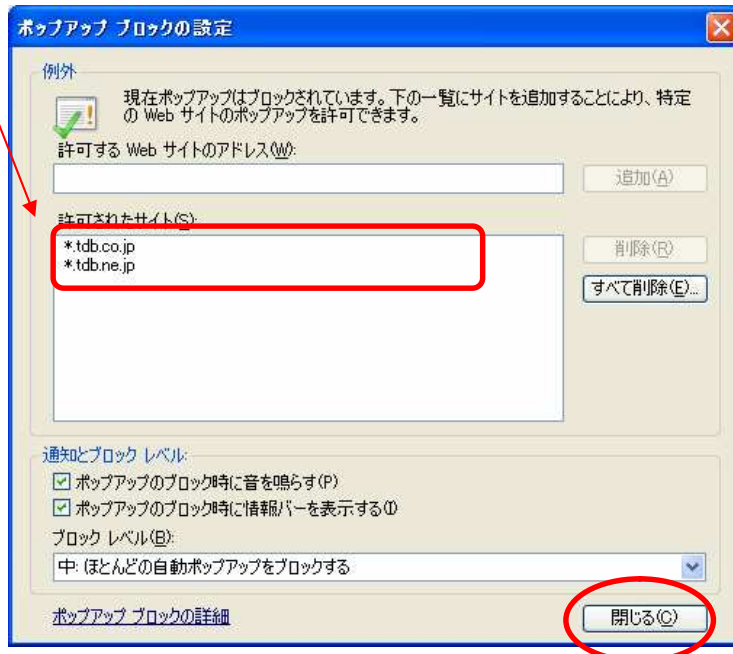 ポップアップ ブロックの設定
例外
現在ポップアップはブロックされています。下の一覧にサイトを追加することにより、特定
の Web サイトのポップアップを許可できます。
許可する Web サイトのアドレス(W):
追加(A)
許可されたサイト(S):
*.tdb.co.jp
*.tdb.ne.jp
削除(R)
すべて削除(E)...
通知とブロック レベル:
ポップアップのブロック時に音を鳴らす(P)
ポップアップのブロック時に情報バーを表示する(I)
ブロック レベル(B):
中: ほとんどの自動ポップアップをブロックする
ポップアップ ブロックの詳細
閉じる(C)